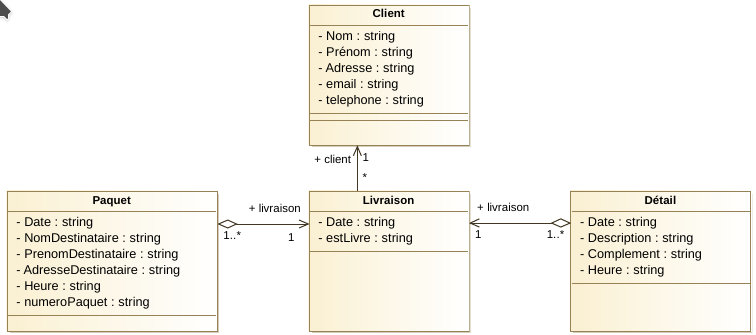 Client
- Nom : string
- Prénom : string
- Adresse : string
- email : string
- telephone : string
+ client
1
*
Paquet
- Date : string
- NomDestinataire : string
- PrenomDestinataire : string
- AdresseDestinataire : string
- Heure : string
- numeroPaquet : string
+ livraison
1..*
1
Livraison
- Date : string
- estLivre : string
+ livraison
1
1..*
Détail
- Date : string
- Description : string
- Complement : string
- Heure : string